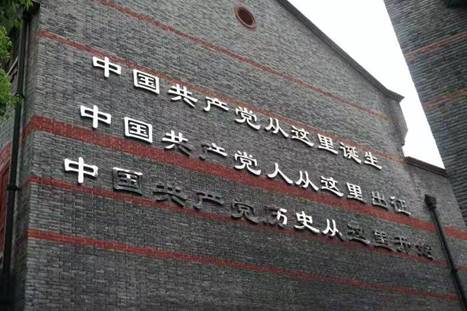 中国共产党从这里诞生
中国共产党人从这里出征
中国共产党历史从这里开始